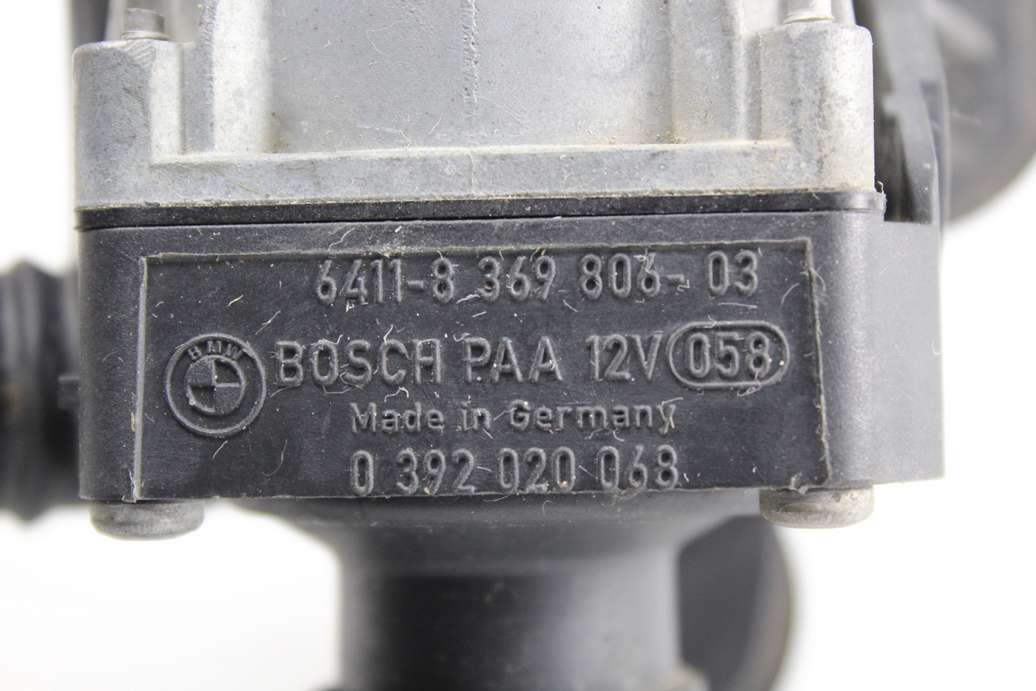 6411-8 369 806-03
BMW
BOSCH PAA 12V 058
Made in Germany
0 392 020 068